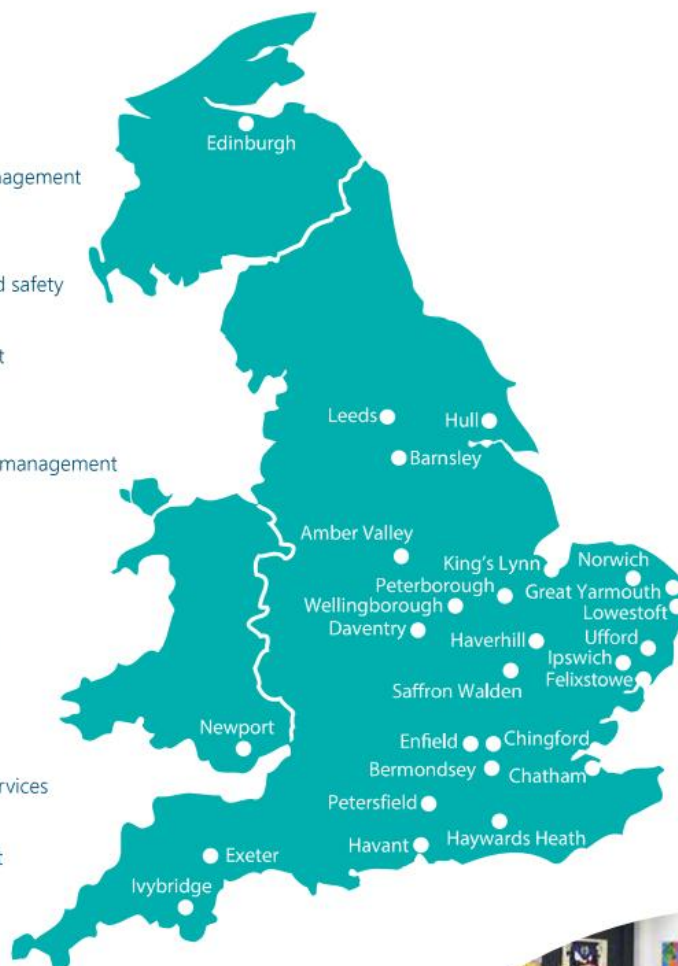 Edinburgh
nagement
d safety
t
Leeds
Hull
Barnsley
management
Amber Valley
King's Lynn
Norwich
Peterborough
Great Yarmouth
Wellingborough
Lowestoft
Daventry
Haverhill
Ufford
Ipswich
Felixstowe
Saffron Walden
Newport
Enfield
Chingford
Bermondsey
Chatham
rvices
Petersfield
Haywards Heath
Havant
t
Exeter
Ivybridge